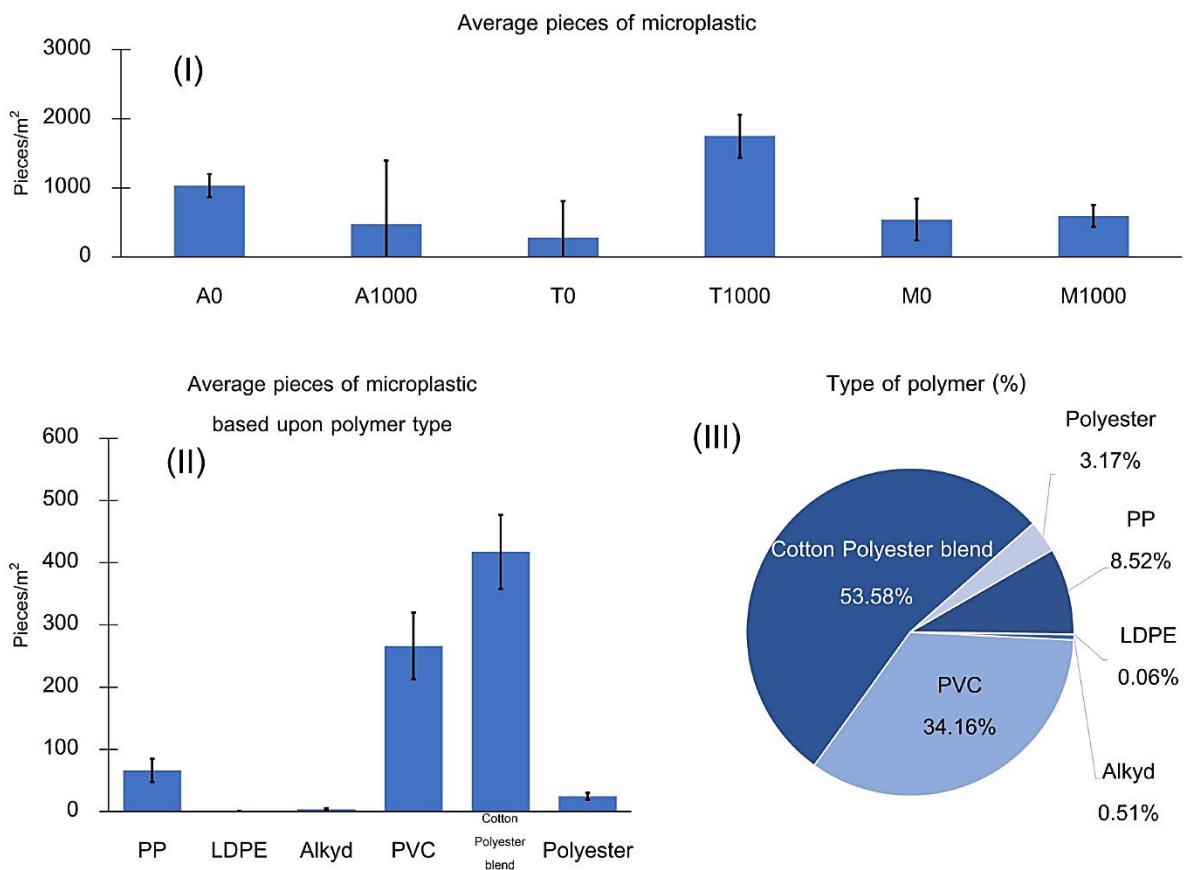 Average pieces of microplastic
(I)
Pieces/m²
3000
2000
1000
0
A0 A1000 T0 T1000 M0 M1000
Average pieces of microplastic
based upon polymer type
(II)
Pieces/m²
600
500
400
300
200
100
0
PP LDPE Alkyd PVC Cotton Polyester blend Polyester
Type of polymer (%)
(III)
Polyester
3.17%
PP
8.52%
LDPE
0.06%
Alkyd
0.51%
PVC
34.16%
Cotton Polyester blend
53.58%